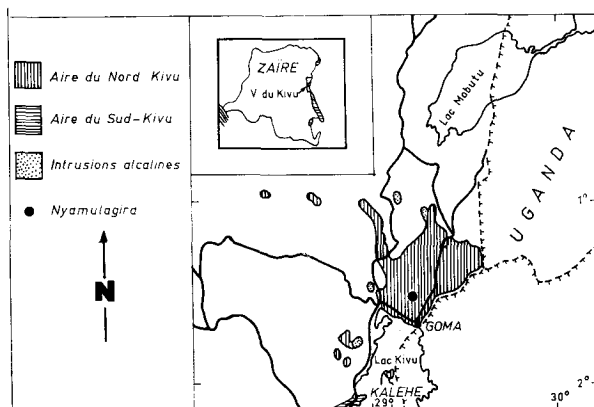 Aire du Nord Kivu
Aire du Sud-Kivu
Intrusions alcalines
Nyamulagira
N
ZAÏRE
V du Kivu
Lac Mobutu
UGANDA
1°
GOMA
Lac Kivu
KALEHE
29°
30°
2°